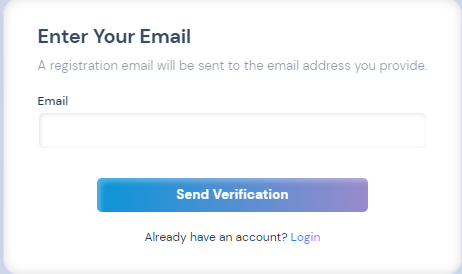 Enter Your Email
A registration email will be sent to the email address you provide.
Email
Send Verification
Already have an account? Login